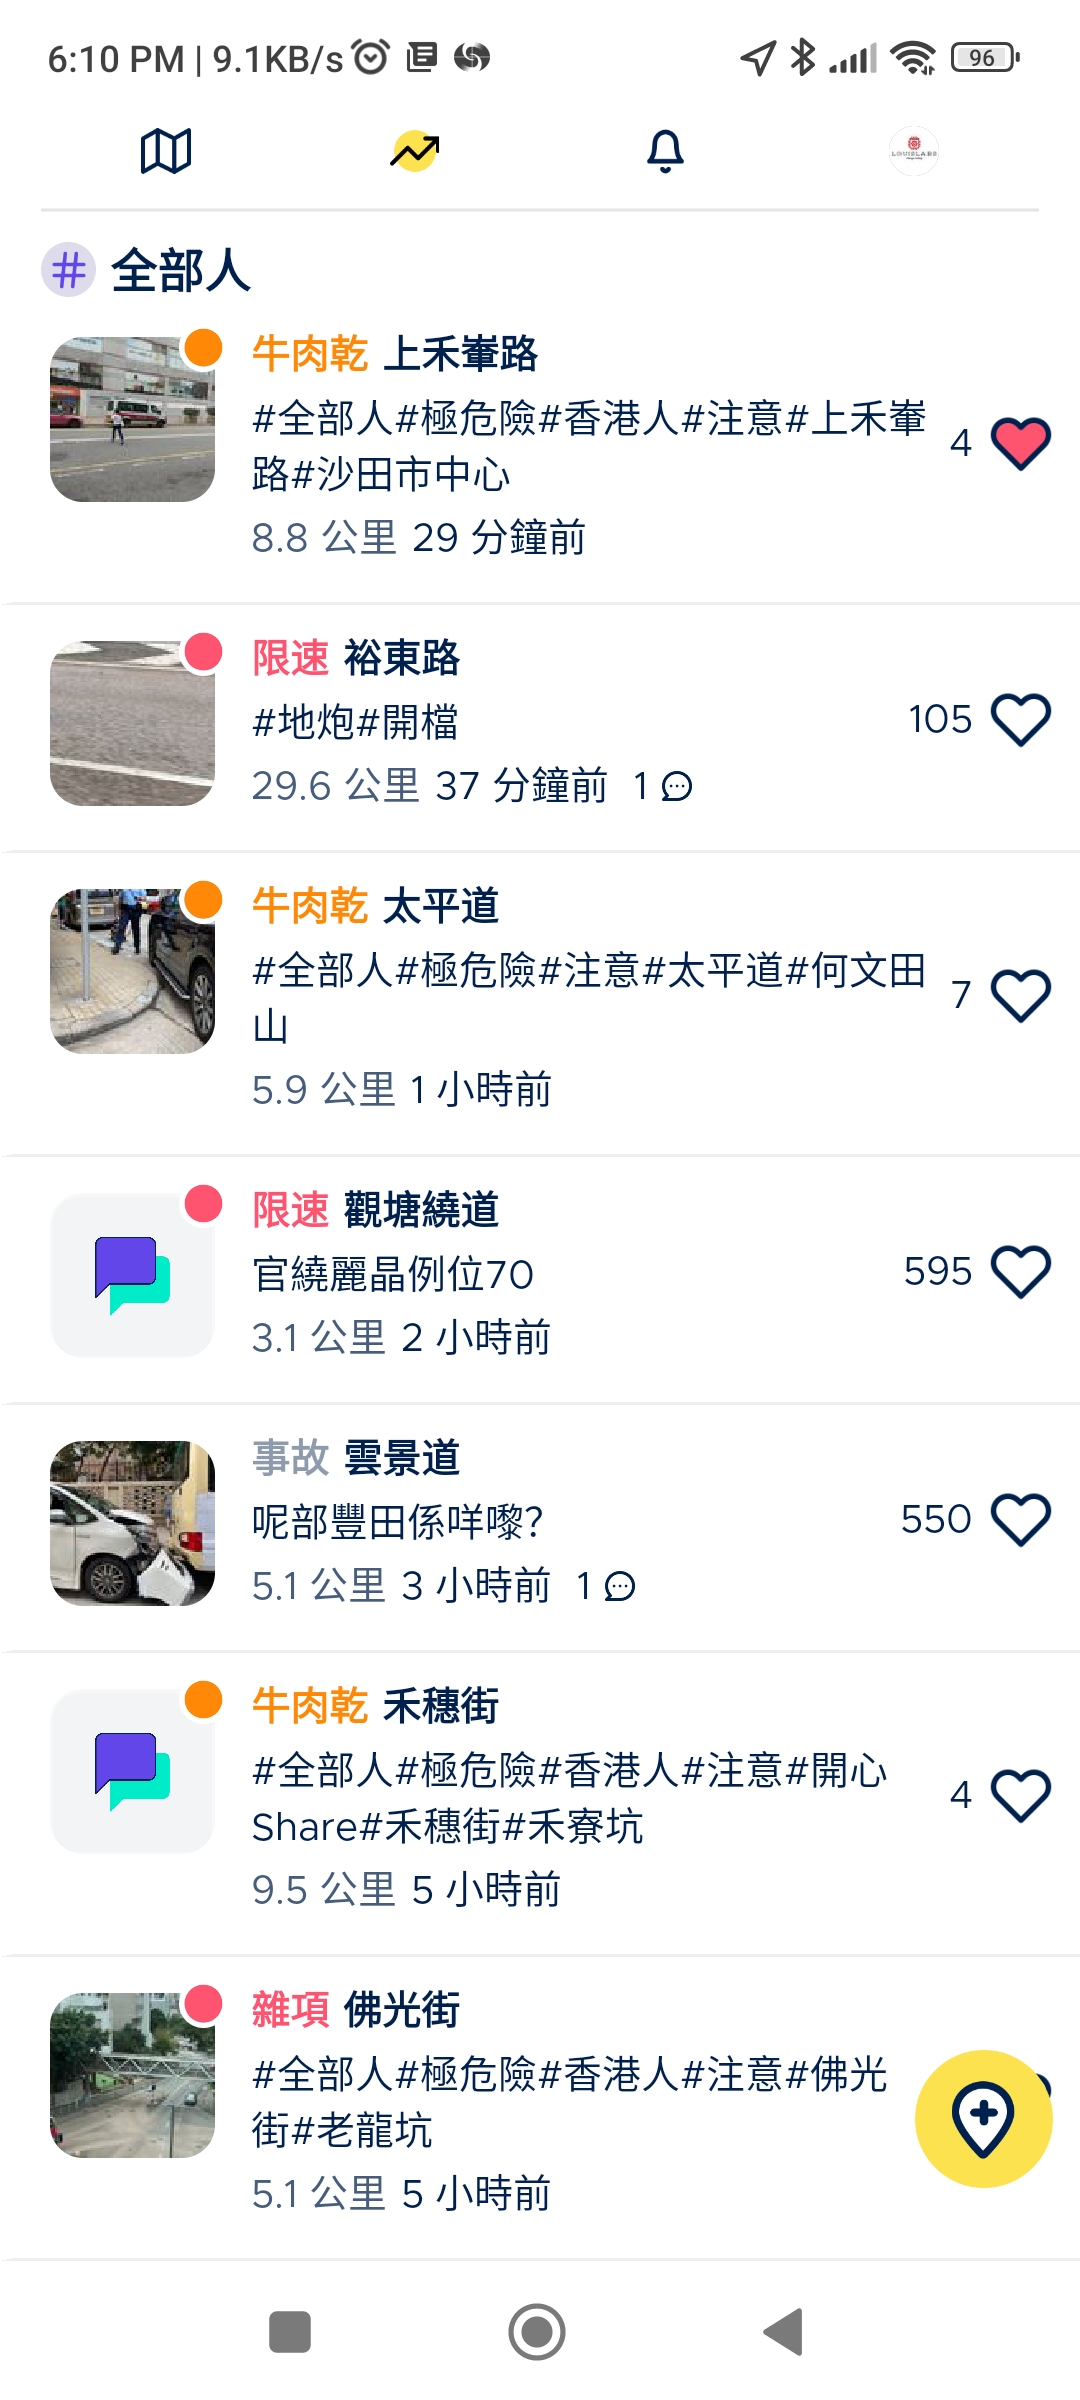 6:10 PM | 9.1KB/s
96
# 全部人
牛肉乾 上禾輋路
#全部人#極危險#香港人#注意#上禾輋
路#沙田市中心
4
8.8 公里 29 分鐘前
限速 裕東路
#地炮#開檔
105
29.6 公里 37 分鐘前 1
牛肉乾 太平道
#全部人#極危險#注意#太平道#何文田
山
7
5.9 公里 1 小時前
限速 觀塘繞道
官繞麗晶例位70
595
3.1 公里 2 小時前
事故 雲景道
呢部豐田係咩嚟?
550
5.1 公里 3 小時前 1
牛肉乾 禾穗街
#全部人#極危險#香港人#注意#開心
Share#禾穗街#禾寮坑
4
9.5 公里 5 小時前
雜項 佛光街
#全部人#極危險#香港人#注意#佛光
街#老龍坑
5.1 公里 5 小時前